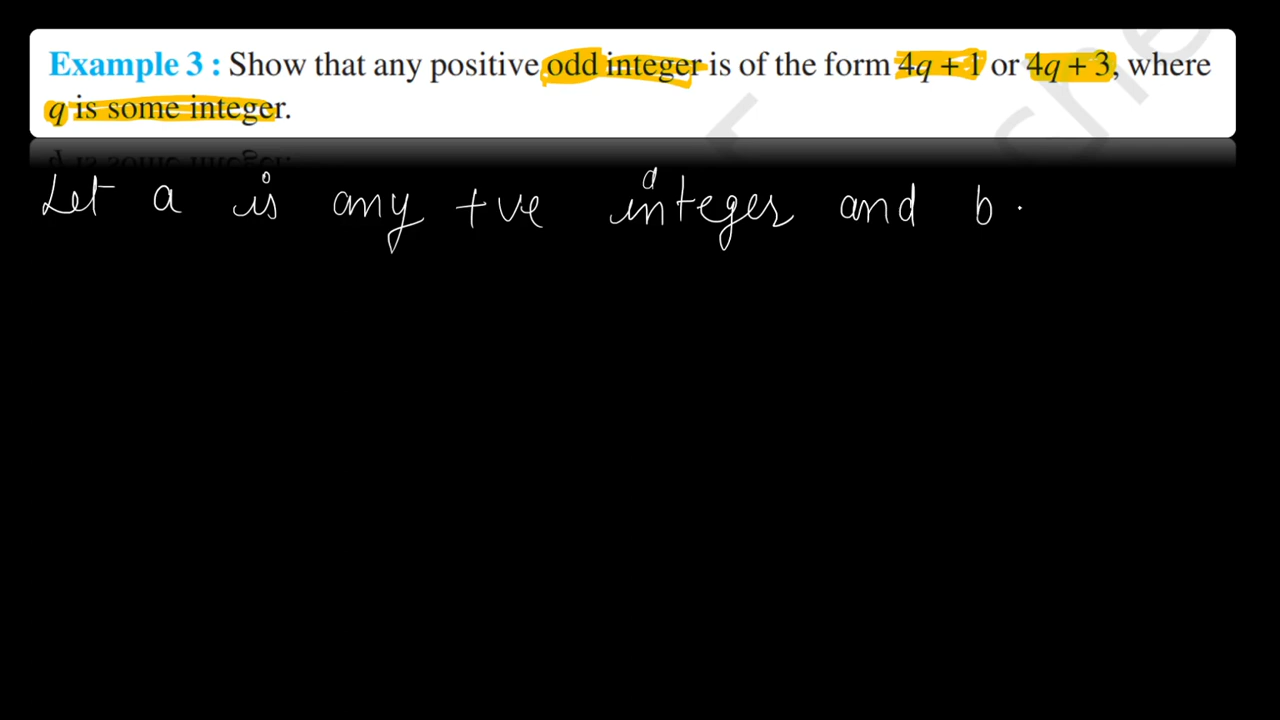 Example 3 : Show that any positive odd integer is of the form 4q + 1 or 4q + 3, where
q is some integer.
Let a is any +ve integer and b